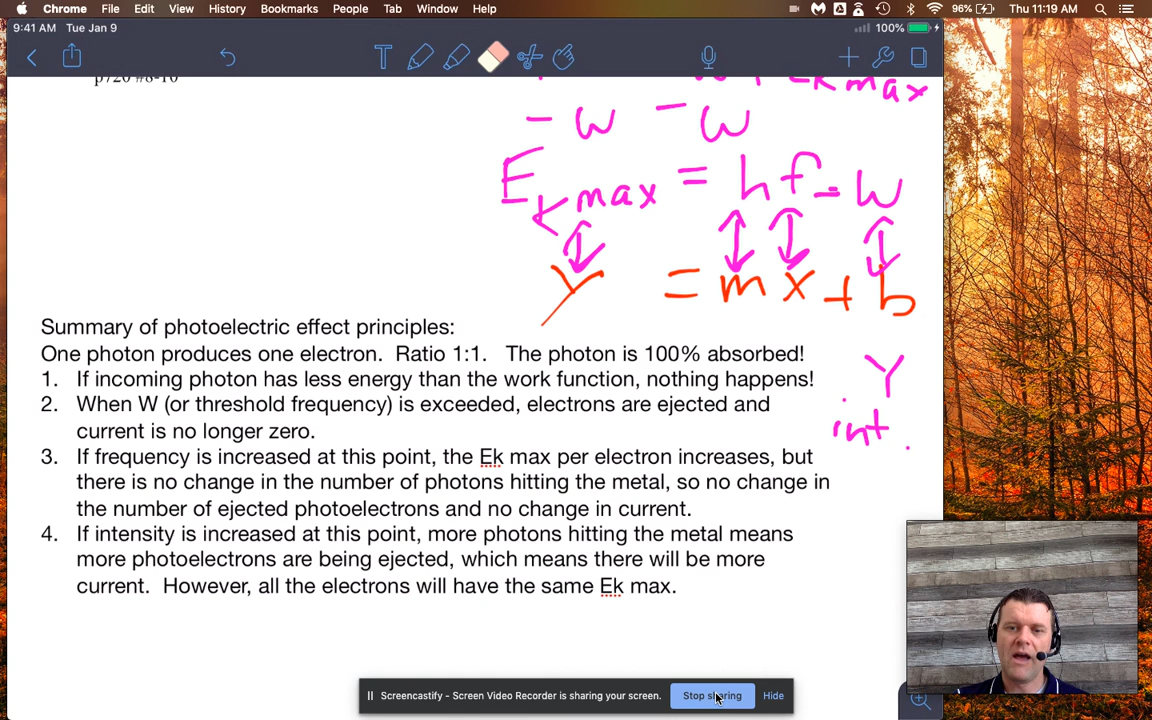 Chrome File Edit View History Bookmarks People Tab Window Help 96% Thu 11:19 AM
9:41 AM Tue Jan 9 100%
T
p720 #8-10
Ek max
- w - w
Ek max = hf - w
Y = mx + b
Summary of photoelectric effect principles:
One photon produces one electron. Ratio 1:1. The photon is 100% absorbed!
1. If incoming photon has less energy than the work function, nothing happens!
2. When W (or threshold frequency) is exceeded, electrons are ejected and
current is no longer zero.
3. If frequency is increased at this point, the Ek max per electron increases, but
there is no change in the number of photons hitting the metal, so no change in
the number of ejected photoelectrons and no change in current.
4. If intensity is increased at this point, more photons hitting the metal means
more photoelectrons are being ejected, which means there will be more
current. However, all the electrons will have the same Ek max.
Y
int.
Screencastify - Screen Video Recorder is sharing your screen. Stop sharing Hide